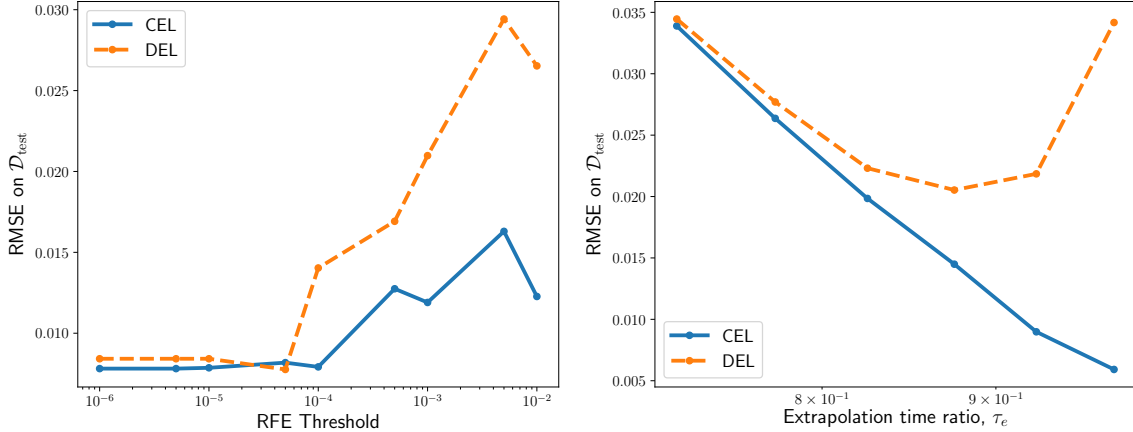 RMSE on 𝒟test
0.030
0.025
0.020
0.015
0.010
CEL
DEL
10⁻⁶ 10⁻⁵ 10⁻⁴ 10⁻³ 10⁻²
RFE Threshold
RMSE on 𝒟test
0.035
0.030
0.025
0.020
0.015
0.010
0.005
CEL
DEL
8 × 10⁻¹ 9 × 10⁻¹
Extrapolation time ratio, τₑ